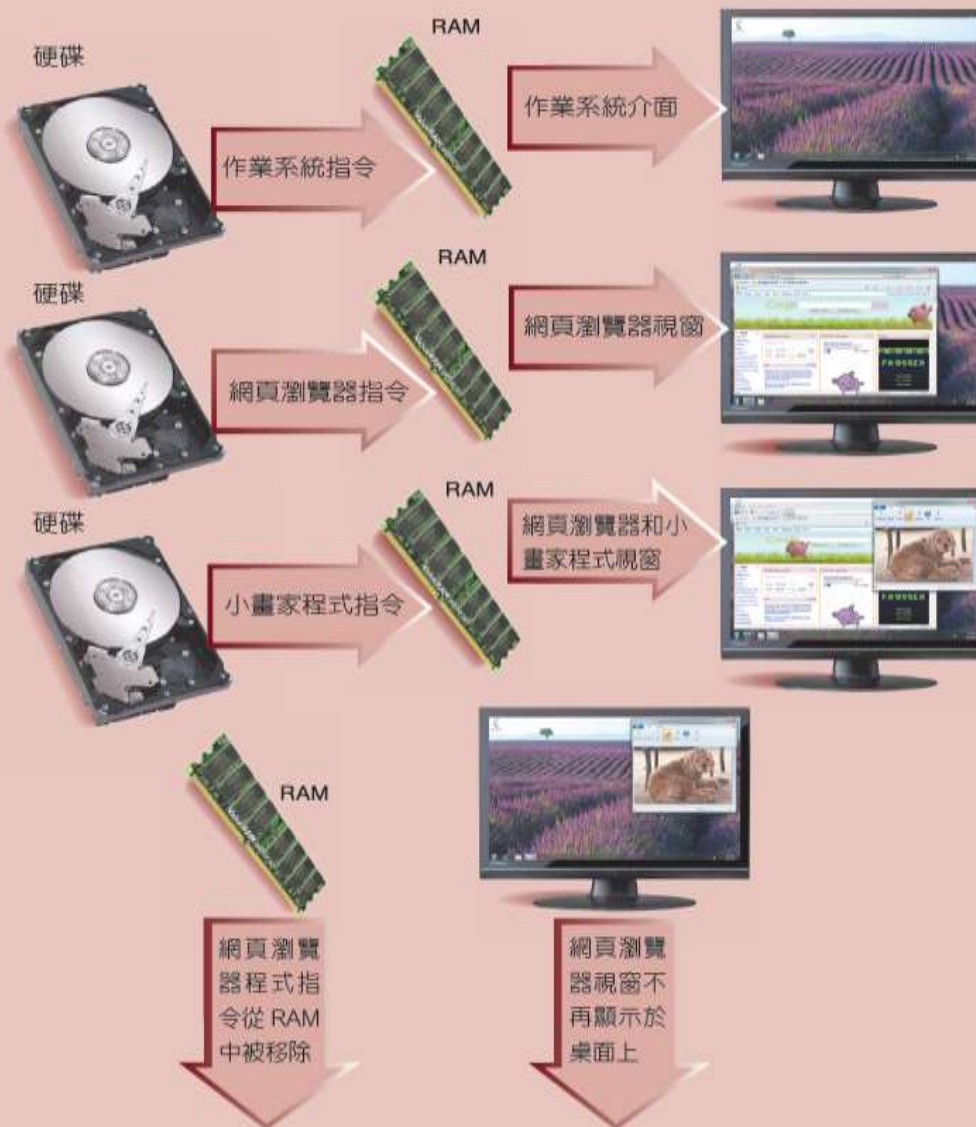 硬碟
RAM
作業系統指令
作業系統介面
硬碟
RAM
網頁瀏覽器指令
網頁瀏覽器視窗
硬碟
RAM
小畫家程式指令
網頁瀏覽器和小
畫家程式視窗
RAM
網頁瀏覽
器程式指
令從 RAM
中被移除
網頁瀏覽
器視窗不
再顯示於
桌面上